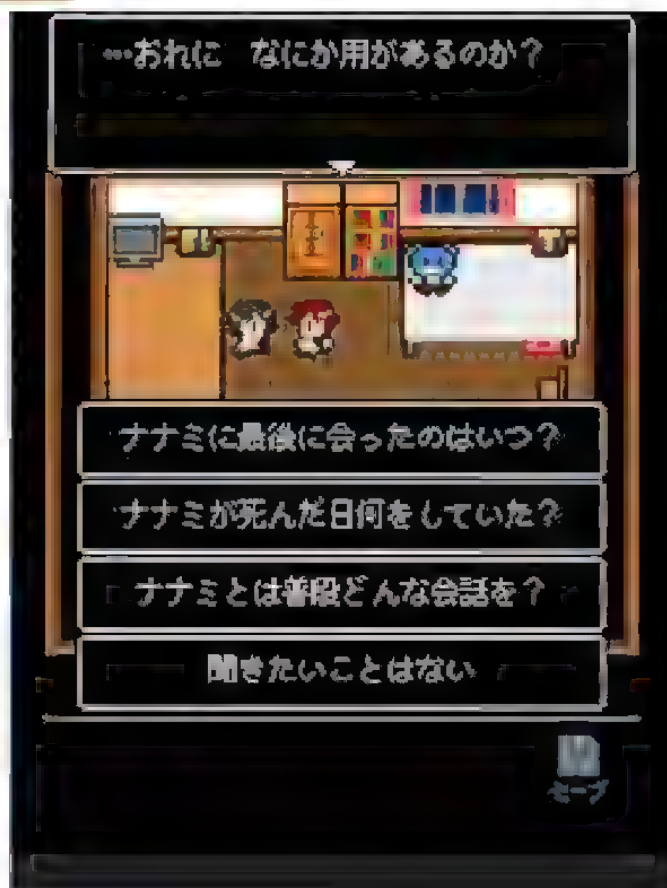 …おれに　なにか用があるのか？
ナナミに最後に会ったのはいつ？
ナナミが死んだ日何をしていた？
ナナミとは普段どんな会話を？
聞きたいことはない
セーブ